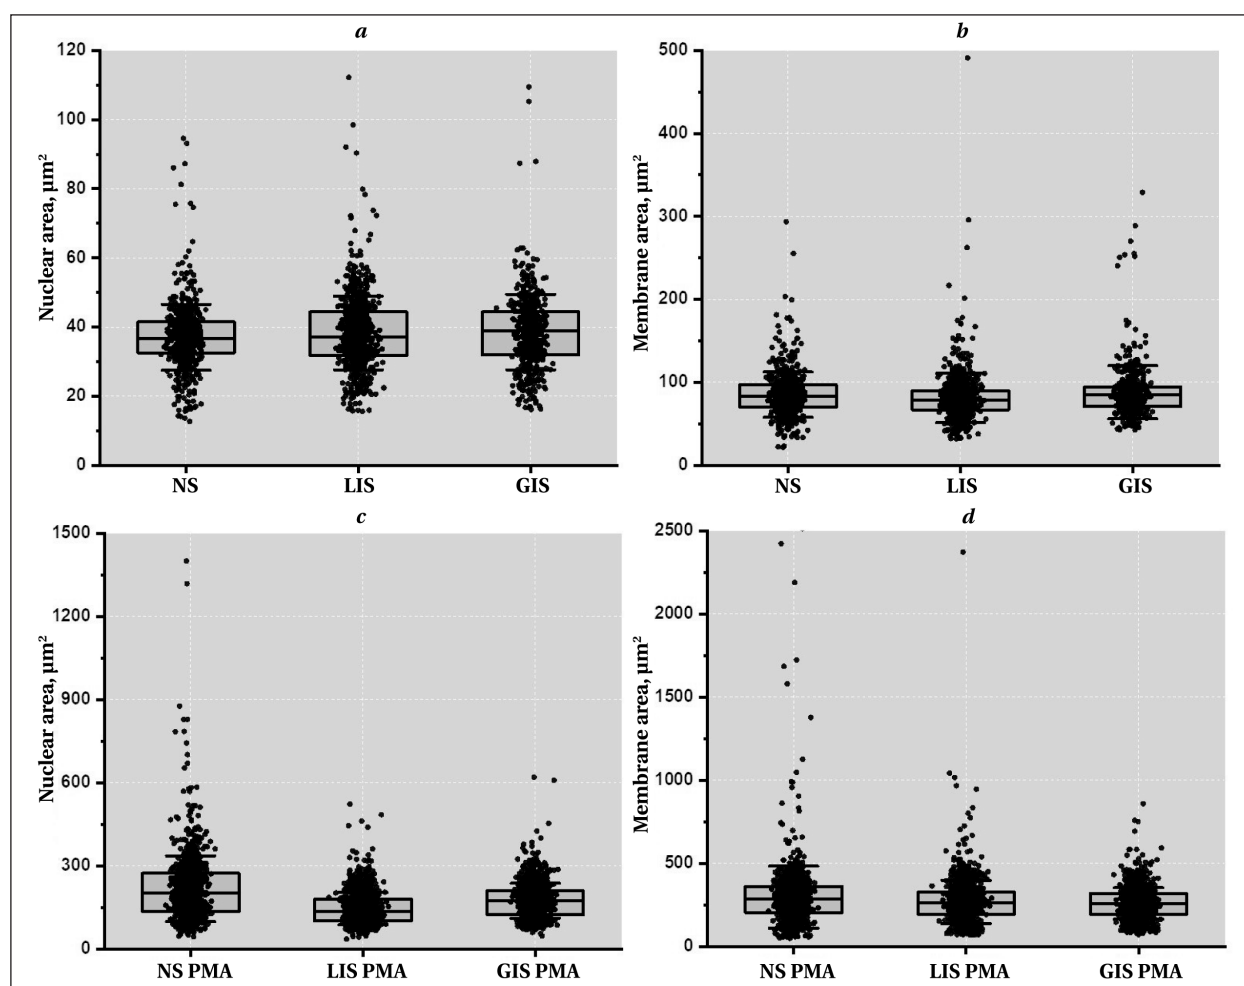 a
120
100
80
60
40
20
0
Nuclear area, μm²
NS LIS GIS
b
500
400
300
200
100
0
Membrane area, μm²
NS LIS GIS
c
1500
1200
900
600
300
0
Nuclear area, μm²
NS PMA LIS PMA GIS PMA
d
2500
2000
1500
1000
500
0
Membrane area, μm²
NS PMA LIS PMA GIS PMA